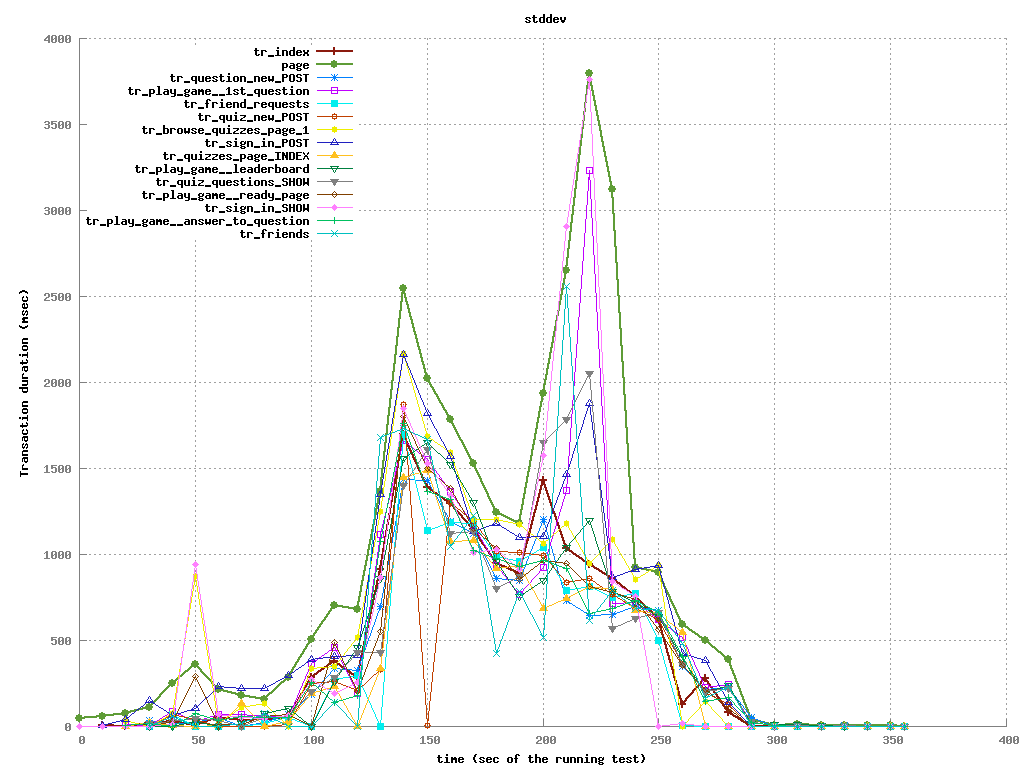 stddev
4000
3500
3000
2500
2000
1500
1000
500
0
Transaction duration (msec)
tr_index
page
tr_question_new_POST
tr_play_game__1st_question
tr_friend_requests
tr_quiz_new_POST
tr_browse_quizzes_page_1
tr_sign_in_POST
tr_quizzes_page_INDEX
tr_play_game__leaderboard
tr_quiz_questions_SHOW
tr_play_game__ready_page
tr_sign_in_SHOW
tr_play_game__answer_to_question
tr_friends
0 50 100 150 200 250 300 350 400
time (sec of the running test)